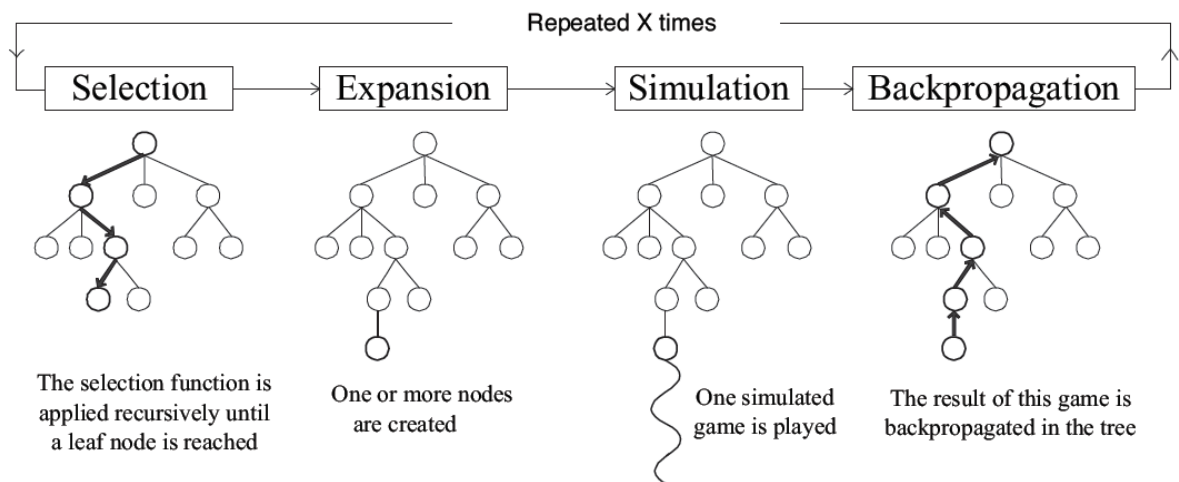 Repeated X times
Selection
Expansion
Simulation
Backpropagation
The selection function is
applied recursively until
a leaf node is reached
One or more nodes
are created
One simulated
game is played
The result of this game is
backpropagated in the tree